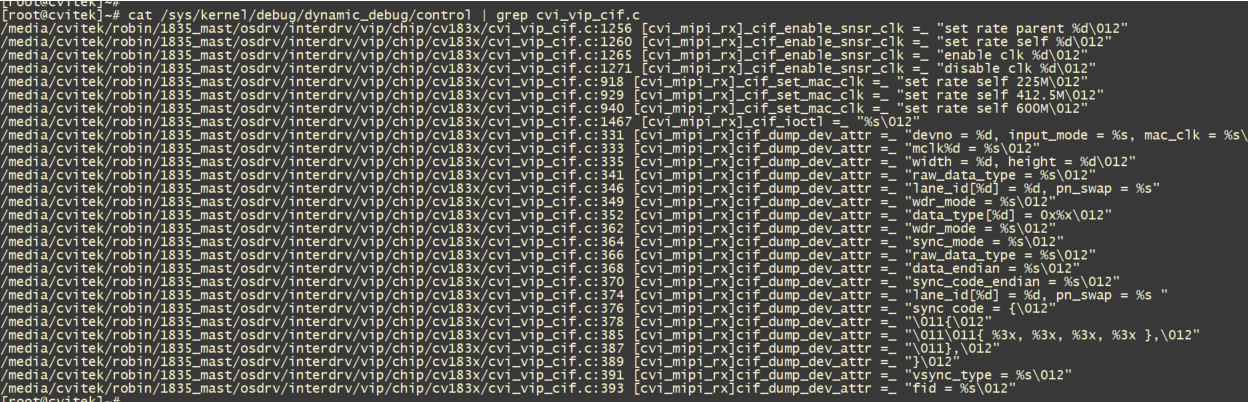 [root@cvitek]~#
[root@cvitek]~# cat /sys/kernel/debug/dynamic_debug/control | grep cvi_vip_cif.c
/media/cvitek/robin/1835_mast/osdrv/interdrv/vip/chip/cv183x/cvi_vip_cif.c:1256 [cvi_mipi_rx]_cif_enable_snsr_clk =_ "set rate parent %d\012"
/media/cvitek/robin/1835_mast/osdrv/interdrv/vip/chip/cv183x/cvi_vip_cif.c:1260 [cvi_mipi_rx]_cif_enable_snsr_clk =_ "set rate self %d\012"
/media/cvitek/robin/1835_mast/osdrv/interdrv/vip/chip/cv183x/cvi_vip_cif.c:1265 [cvi_mipi_rx]_cif_enable_snsr_clk =_ "enable clk %d\012"
/media/cvitek/robin/1835_mast/osdrv/interdrv/vip/chip/cv183x/cvi_vip_cif.c:1271 [cvi_mipi_rx]_cif_enable_snsr_clk =_ "disable clk %d\012"
/media/cvitek/robin/1835_mast/osdrv/interdrv/vip/chip/cv183x/cvi_vip_cif.c:918 [cvi_mipi_rx]_cif_set_mac_clk =_ "set rate self 225M\012"
/media/cvitek/robin/1835_mast/osdrv/interdrv/vip/chip/cv183x/cvi_vip_cif.c:929 [cvi_mipi_rx]_cif_set_mac_clk =_ "set rate self 412.5M\012"
/media/cvitek/robin/1835_mast/osdrv/interdrv/vip/chip/cv183x/cvi_vip_cif.c:940 [cvi_mipi_rx]_cif_set_mac_clk =_ "set rate self 600M\012"
/media/cvitek/robin/1835_mast/osdrv/interdrv/vip/chip/cv183x/cvi_vip_cif.c:1467 [cvi_mipi_rx]_cif_ioctl =_ "%s\012"
/media/cvitek/robin/1835_mast/osdrv/interdrv/vip/chip/cv183x/cvi_vip_cif.c:331 [cvi_mipi_rx]cif_dump_dev_attr =_ "devno = %d, input_mode = %s, mac_clk = %s\
/media/cvitek/robin/1835_mast/osdrv/interdrv/vip/chip/cv183x/cvi_vip_cif.c:333 [cvi_mipi_rx]cif_dump_dev_attr =_ "mclk%d = %s\012"
/media/cvitek/robin/1835_mast/osdrv/interdrv/vip/chip/cv183x/cvi_vip_cif.c:335 [cvi_mipi_rx]cif_dump_dev_attr =_ "width = %d, height = %d\012"
/media/cvitek/robin/1835_mast/osdrv/interdrv/vip/chip/cv183x/cvi_vip_cif.c:341 [cvi_mipi_rx]cif_dump_dev_attr =_ "raw_data_type = %s\012"
/media/cvitek/robin/1835_mast/osdrv/interdrv/vip/chip/cv183x/cvi_vip_cif.c:346 [cvi_mipi_rx]cif_dump_dev_attr =_ "lane_id[%d] = %d, pn_swap = %s"
/media/cvitek/robin/1835_mast/osdrv/interdrv/vip/chip/cv183x/cvi_vip_cif.c:349 [cvi_mipi_rx]cif_dump_dev_attr =_ "wdr_mode = %s\012"
/media/cvitek/robin/1835_mast/osdrv/interdrv/vip/chip/cv183x/cvi_vip_cif.c:352 [cvi_mipi_rx]cif_dump_dev_attr =_ "data_type[%d] = 0x%x\012"
/media/cvitek/robin/1835_mast/osdrv/interdrv/vip/chip/cv183x/cvi_vip_cif.c:362 [cvi_mipi_rx]cif_dump_dev_attr =_ "wdr_mode = %s\012"
/media/cvitek/robin/1835_mast/osdrv/interdrv/vip/chip/cv183x/cvi_vip_cif.c:364 [cvi_mipi_rx]cif_dump_dev_attr =_ "sync_mode = %s\012"
/media/cvitek/robin/1835_mast/osdrv/interdrv/vip/chip/cv183x/cvi_vip_cif.c:366 [cvi_mipi_rx]cif_dump_dev_attr =_ "raw_data_type = %s\012"
/media/cvitek/robin/1835_mast/osdrv/interdrv/vip/chip/cv183x/cvi_vip_cif.c:368 [cvi_mipi_rx]cif_dump_dev_attr =_ "data_endian = %s\012"
/media/cvitek/robin/1835_mast/osdrv/interdrv/vip/chip/cv183x/cvi_vip_cif.c:370 [cvi_mipi_rx]cif_dump_dev_attr =_ "sync_code_endian = %s\012"
/media/cvitek/robin/1835_mast/osdrv/interdrv/vip/chip/cv183x/cvi_vip_cif.c:374 [cvi_mipi_rx]cif_dump_dev_attr =_ "lane_id[%d] = %d, pn_swap = %s "
/media/cvitek/robin/1835_mast/osdrv/interdrv/vip/chip/cv183x/cvi_vip_cif.c:376 [cvi_mipi_rx]cif_dump_dev_attr =_ "sync_code = {\012"
/media/cvitek/robin/1835_mast/osdrv/interdrv/vip/chip/cv183x/cvi_vip_cif.c:378 [cvi_mipi_rx]cif_dump_dev_attr =_ "\011{\012"
/media/cvitek/robin/1835_mast/osdrv/interdrv/vip/chip/cv183x/cvi_vip_cif.c:385 [cvi_mipi_rx]cif_dump_dev_attr =_ "\011\011{ %3x, %3x, %3x, %3x },\012"
/media/cvitek/robin/1835_mast/osdrv/interdrv/vip/chip/cv183x/cvi_vip_cif.c:387 [cvi_mipi_rx]cif_dump_dev_attr =_ "\011},\012"
/media/cvitek/robin/1835_mast/osdrv/interdrv/vip/chip/cv183x/cvi_vip_cif.c:389 [cvi_mipi_rx]cif_dump_dev_attr =_ "}\012"
/media/cvitek/robin/1835_mast/osdrv/interdrv/vip/chip/cv183x/cvi_vip_cif.c:391 [cvi_mipi_rx]cif_dump_dev_attr =_ "vsync_type = %s\012"
/media/cvitek/robin/1835_mast/osdrv/interdrv/vip/chip/cv183x/cvi_vip_cif.c:393 [cvi_mipi_rx]cif_dump_dev_attr =_ "fid = %s\012"
[root@cvitek]~#